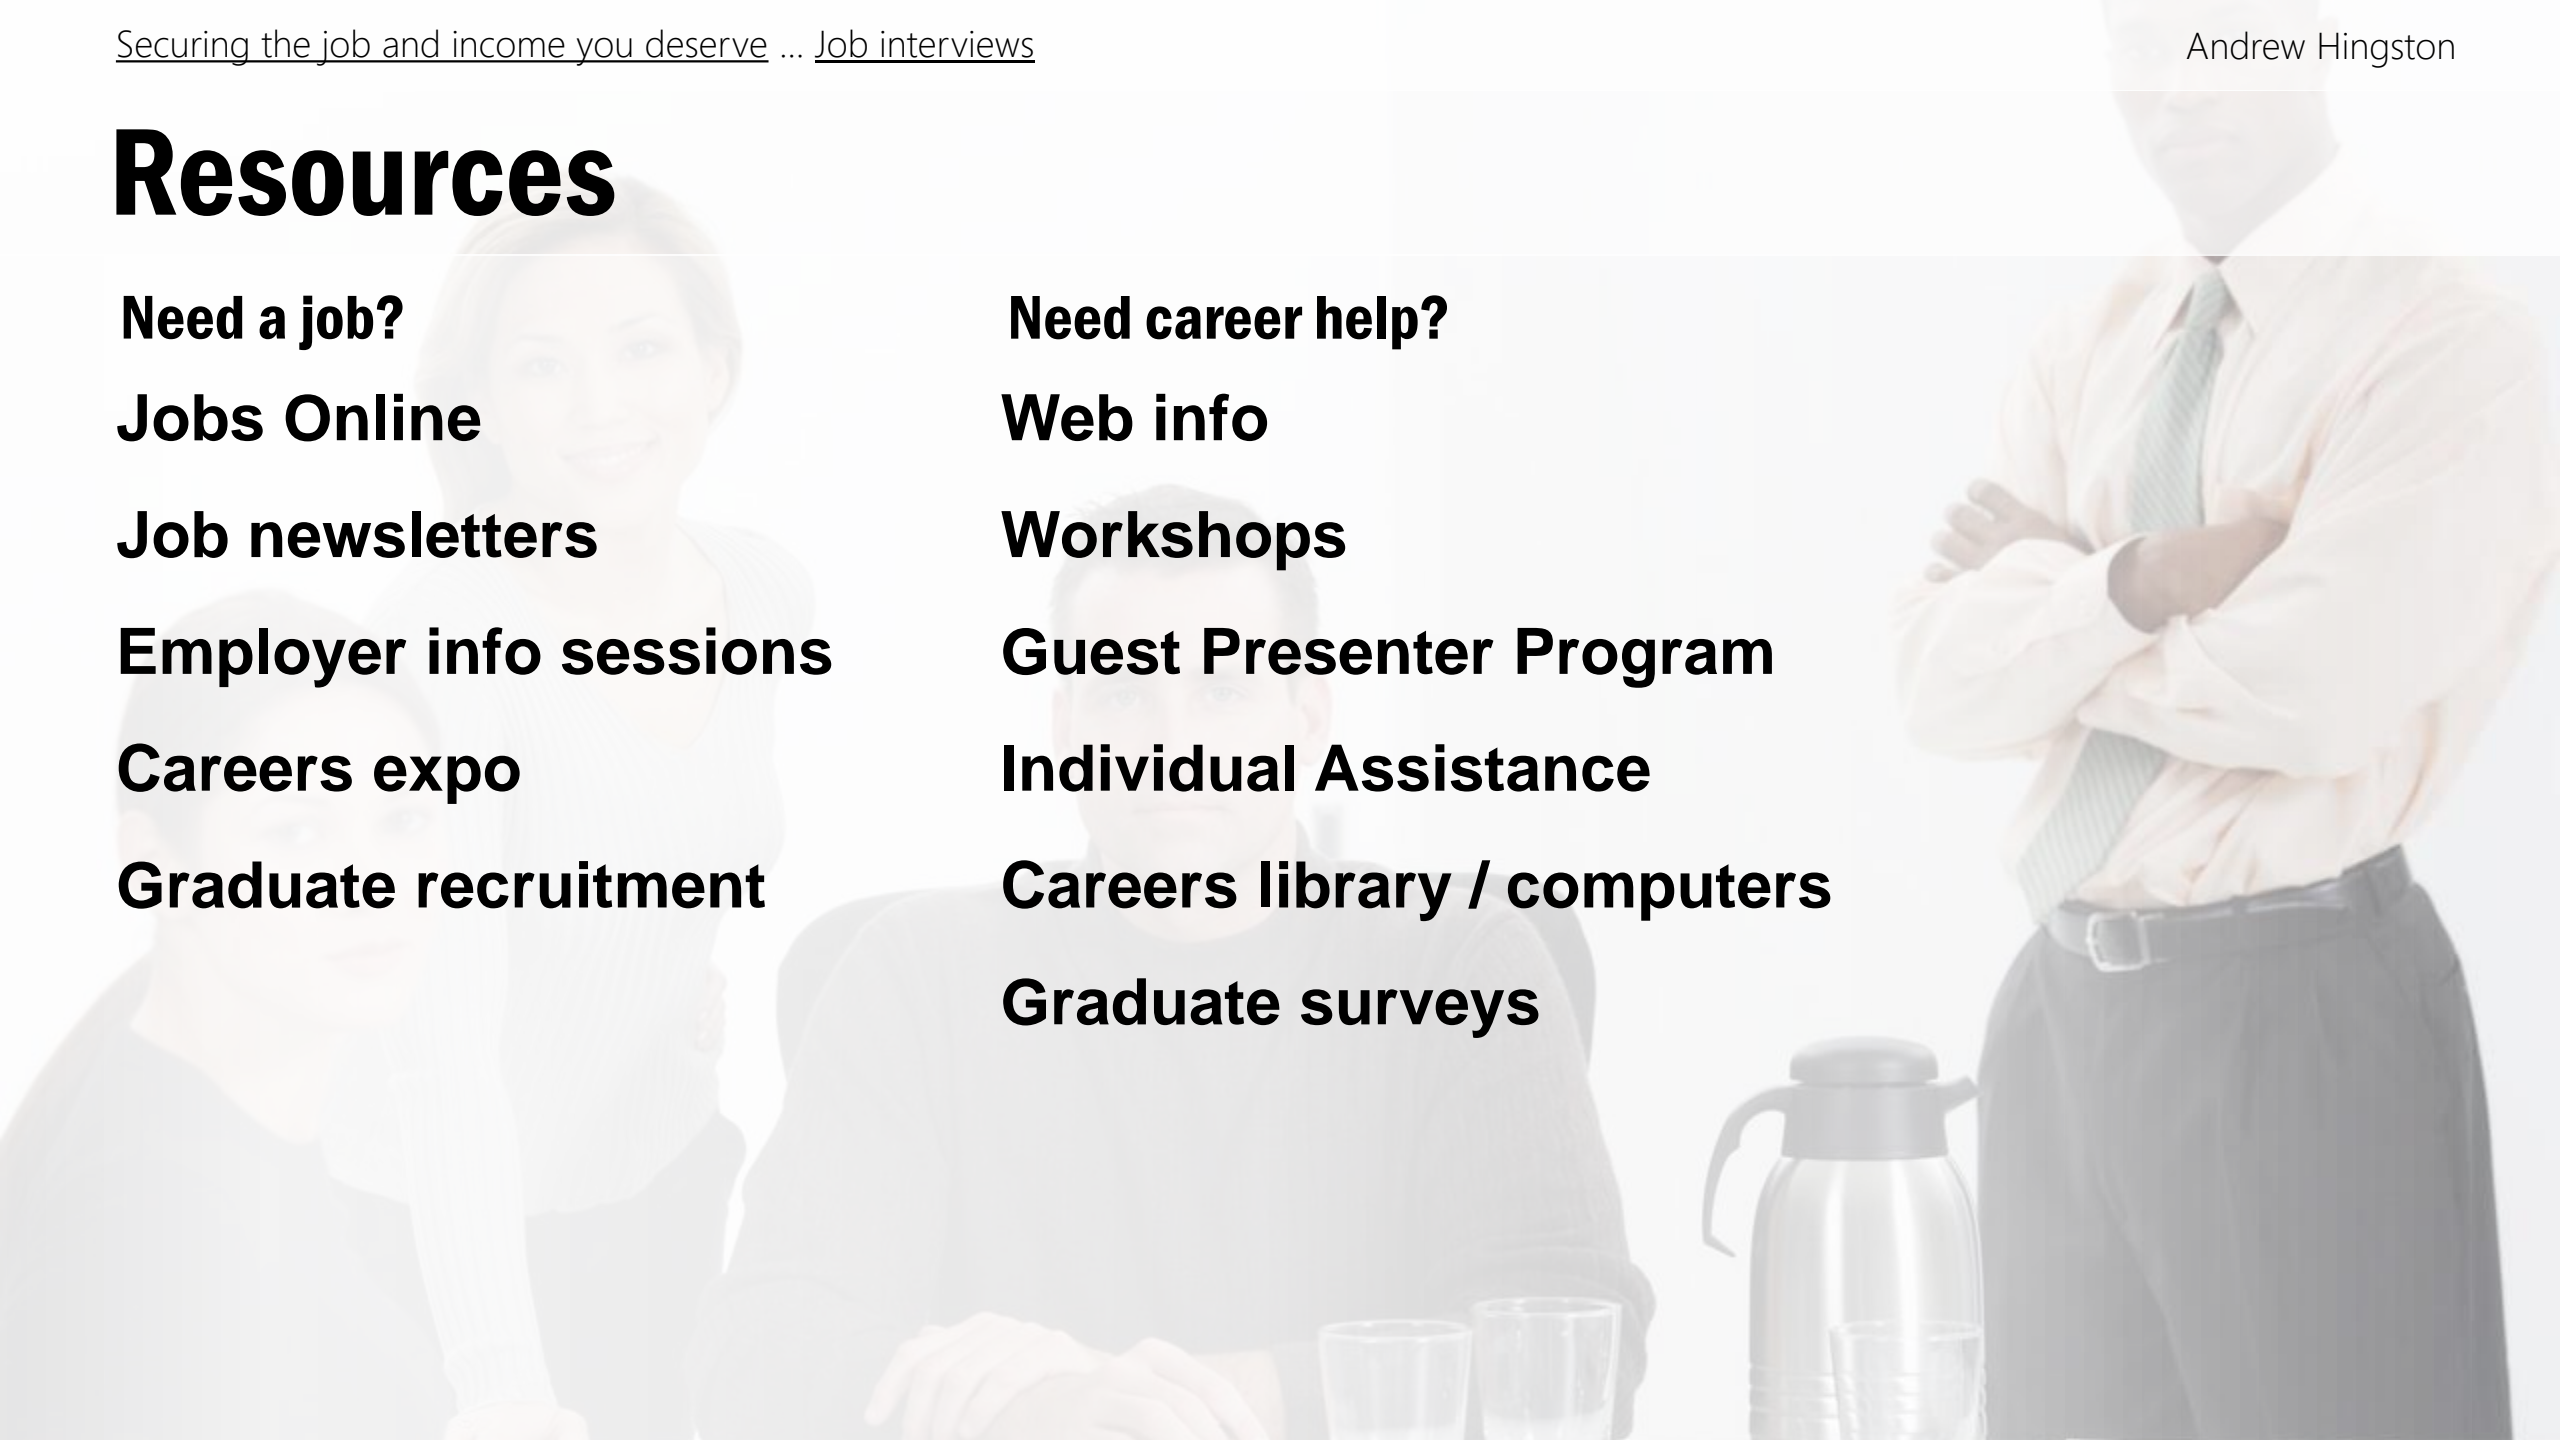 Securing the job and income you deserve ... Job interviews
Andrew Hingston
Resources
Need a job?
Jobs Online
Job newsletters
Employer info sessions
Careers expo
Graduate recruitment
Need career help?
Web info
Workshops
Guest Presenter Program
Individual Assistance
Careers library / computers
Graduate surveys